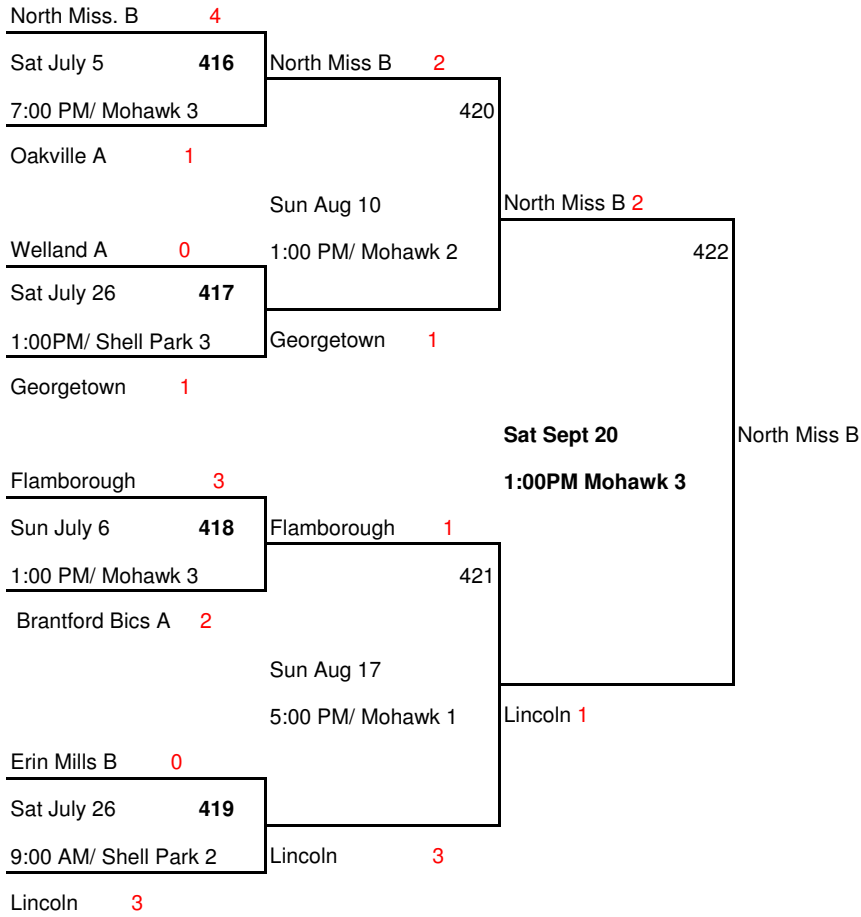 North Miss. B 4
Sat July 5 416 North Miss B 2
7:00 PM/ Mohawk 3 420
Oakville A 1
Sun Aug 10 North Miss B 2
Welland A 0 1:00 PM/ Mohawk 2 422
Sat July 26 417
1:00PM/ Shell Park 3 Georgetown 1
Georgetown 1
Sat Sept 20 North Miss B
Flamborough 3 1:00PM Mohawk 3
Sun July 6 418 Flamborough 1
1:00 PM/ Mohawk 3 421
Brantford Bics A 2
Sun Aug 17
5:00 PM/ Mohawk 1 Lincoln 1
Erin Mills B 0
Sat July 26 419
9:00 AM/ Shell Park 2 Lincoln 3
Lincoln 3